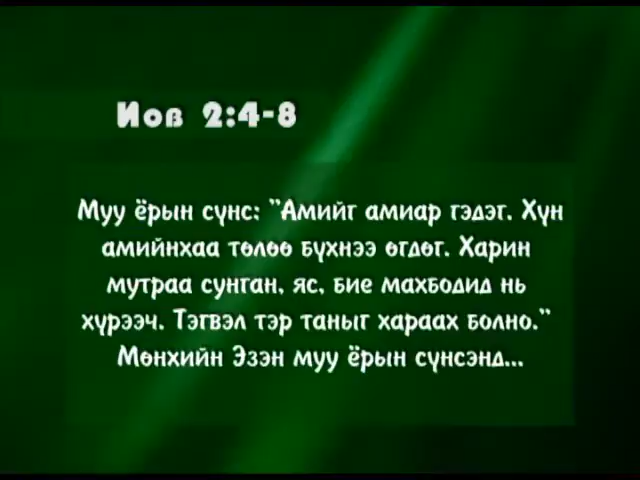 Иов 2:4-8
Муу ёрын сүнс: "Амийг амиар гэдэг. Хүн
амийнхаа төлөө бүхнээ өгдөг. Харин
мутраа сунган, яс, бие махбодид нь
хүрээч. Тэгвэл тэр таныг хараах болно."
Мөнхийн Эзэн муу ёрын сүнсэнд...